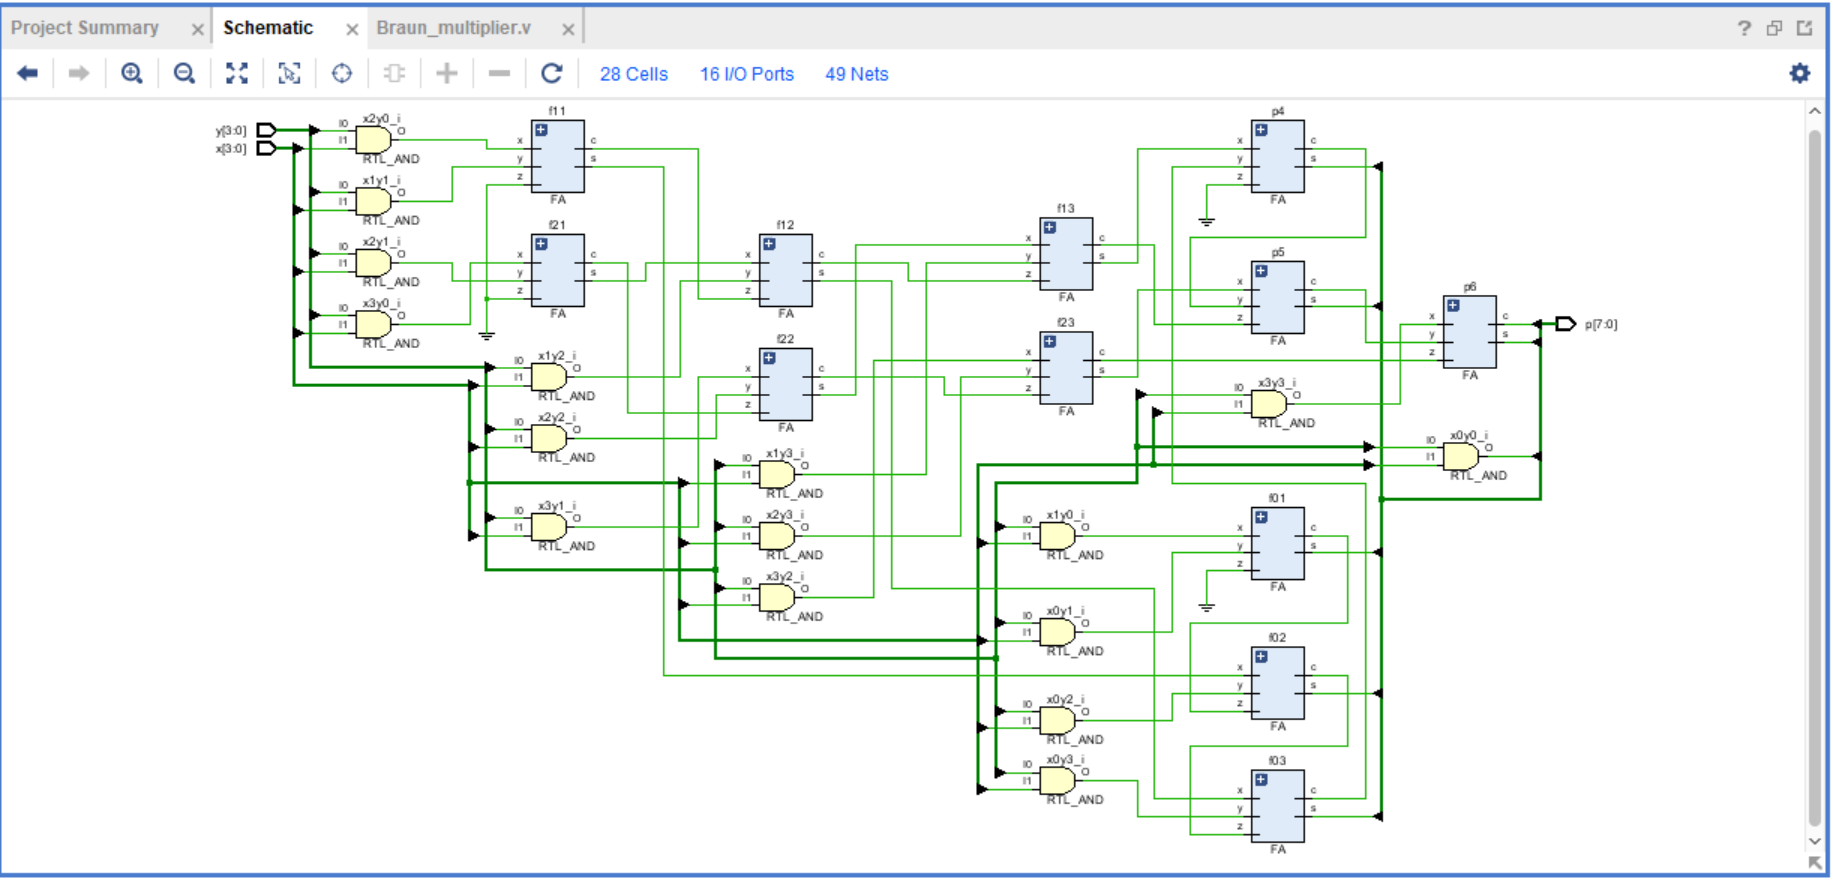 Project Summary × Schematic × Braun_multiplier.v ×
28 Cells 16 I/O Ports 49 Nets
y[3:0]
x[3:0]
x2y0_i
I0
I1
O
RTL_AND
x1y1_i
I0
I1
O
RTL_AND
x2y1_i
I0
I1
O
RTL_AND
x3y0_i
I0
I1
O
RTL_AND
f11
x
y
z
c
s
FA
f21
x
y
z
c
s
FA
x1y2_i
I0
I1
O
RTL_AND
x2y2_i
I0
I1
O
RTL_AND
x3y1_i
I0
I1
O
RTL_AND
f12
x
y
z
c
s
FA
f22
x
y
z
c
s
FA
x1y3_i
I0
I1
O
RTL_AND
x2y3_i
I0
I1
O
RTL_AND
x3y2_i
I0
I1
O
RTL_AND
f13
x
y
z
c
s
FA
f23
x
y
z
c
s
FA
x1y0_i
I0
I1
O
RTL_AND
x0y1_i
I0
I1
O
RTL_AND
x0y2_i
I0
I1
O
RTL_AND
x0y3_i
I0
I1
O
RTL_AND
p4
x
y
z
c
s
FA
p5
x
y
z
c
s
FA
x3y3_i
I0
I1
O
RTL_AND
f01
x
y
z
c
s
FA
f02
x
y
z
c
s
FA
f03
x
y
z
c
s
FA
p6
x
y
z
c
s
FA
x0y0_i
I0
I1
O
RTL_AND
p[7:0]